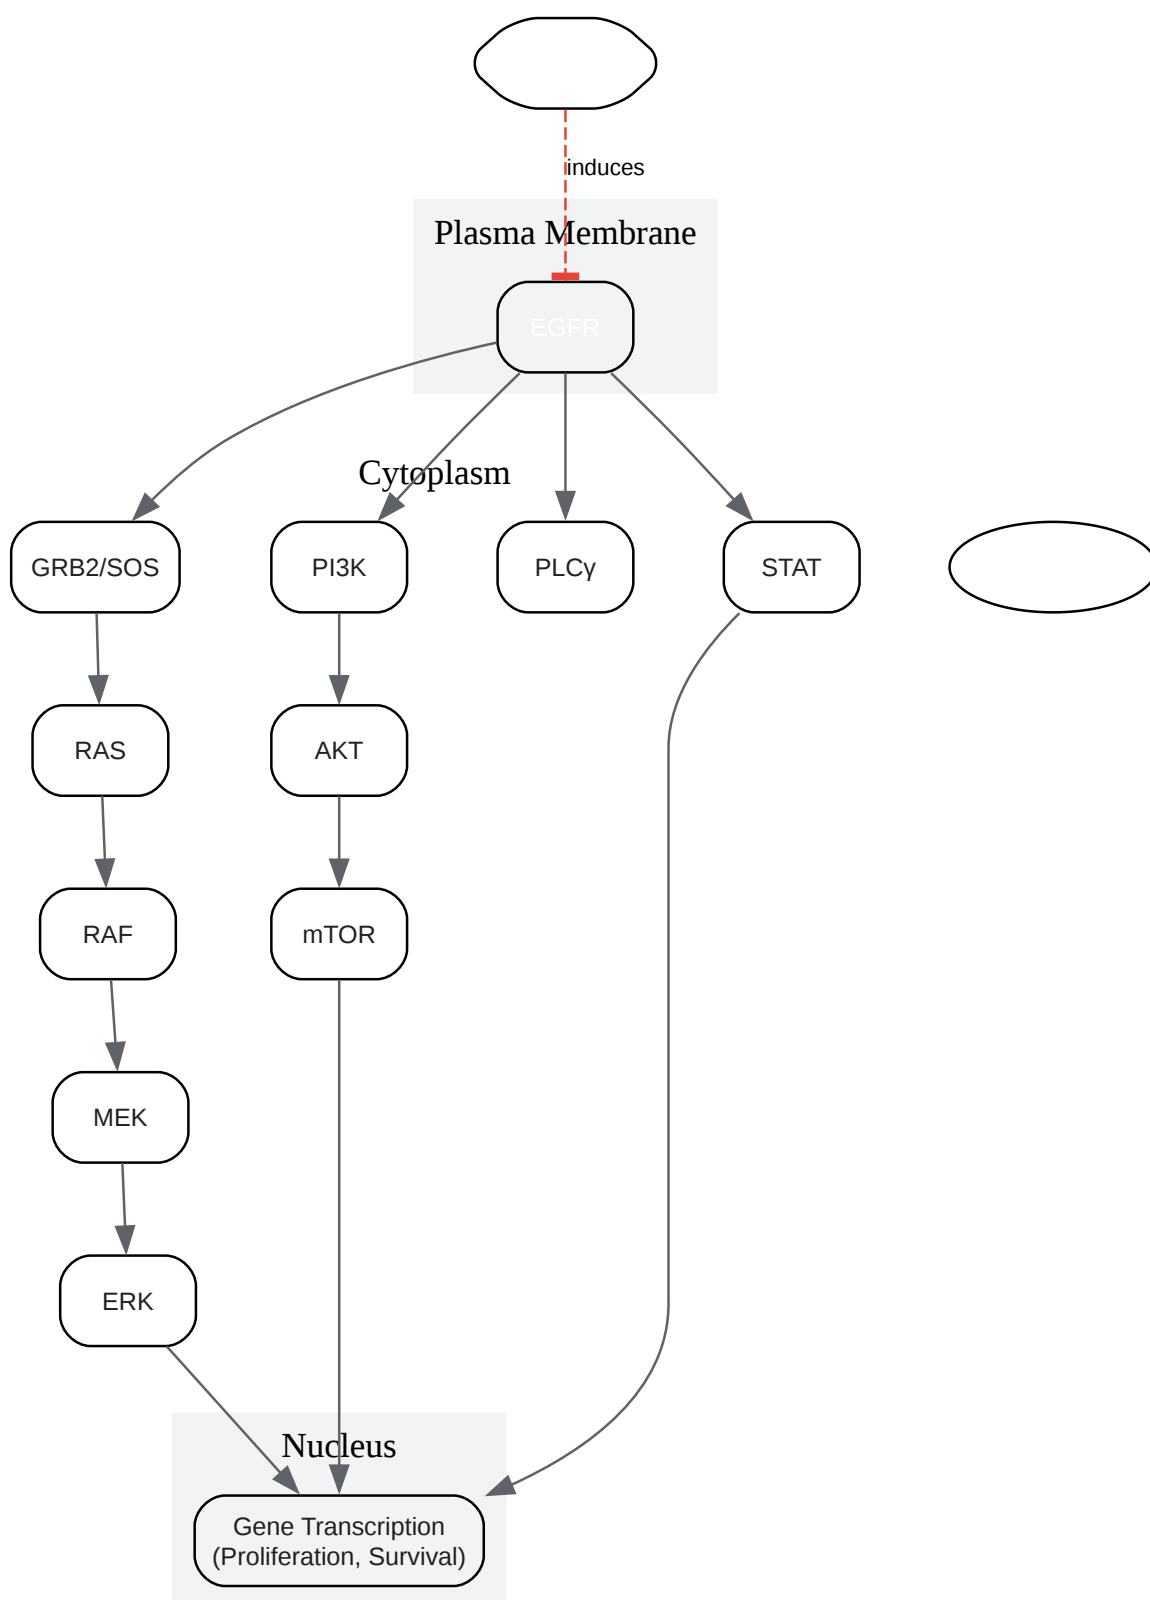 induces
Plasma Membrane
EGFR
Cytoplasm
GRB2/SOS
PI3K
PLCγ
STAT
RAS
AKT
RAF
mTOR
MEK
ERK
Nucleus
Gene Transcription
(Proliferation, Survival)